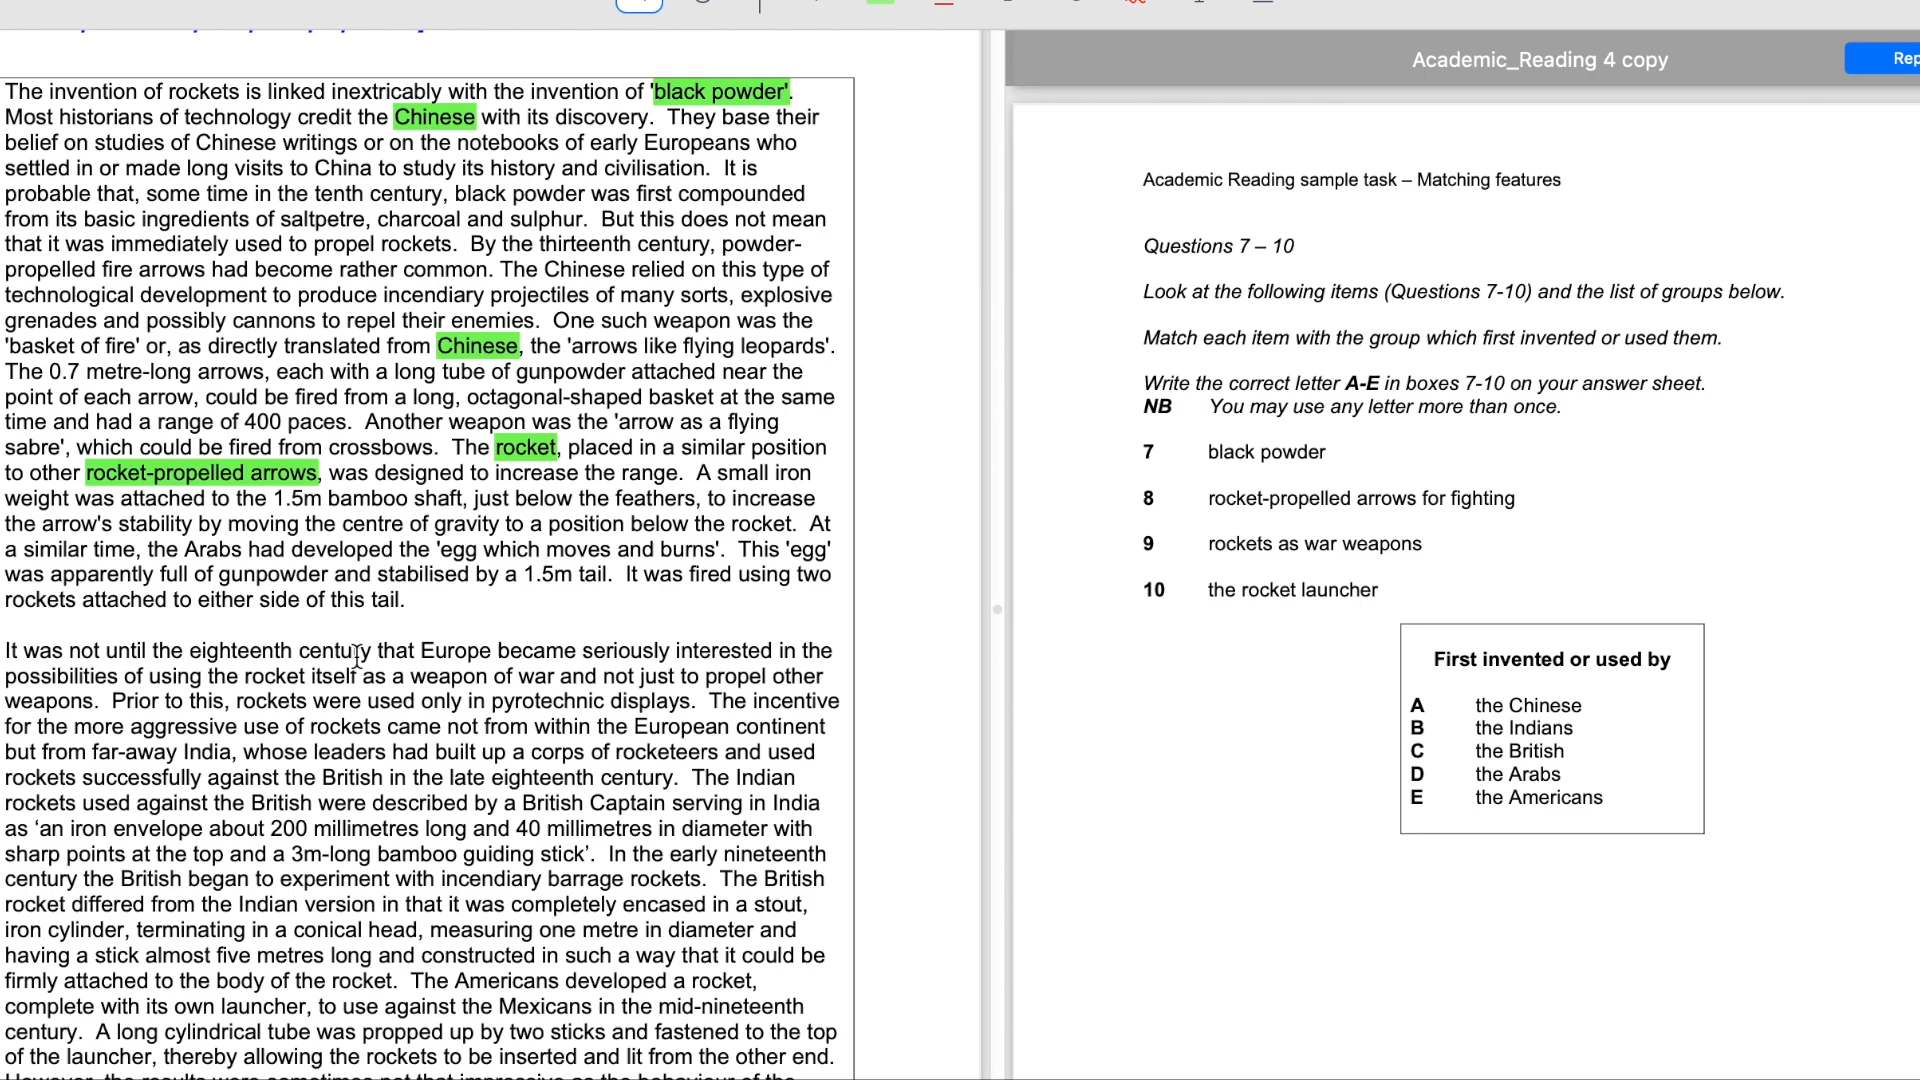 The invention of rockets is linked inextricably with the invention of 'black powder'.
Most historians of technology credit the Chinese with its discovery. They base their
belief on studies of Chinese writings or on the notebooks of early Europeans who
settled in or made long visits to China to study its history and civilisation. It is
probable that, some time in the tenth century, black powder was first compounded
from its basic ingredients of saltpetre, charcoal and sulphur. But this does not mean
that it was immediately used to propel rockets. By the thirteenth century, powder-
propelled fire arrows had become rather common. The Chinese relied on this type of
technological development to produce incendiary projectiles of many sorts, explosive
grenades and possibly cannons to repel their enemies. One such weapon was the
'basket of fire' or, as directly translated from Chinese, the 'arrows like flying leopards'.
The 0.7 metre-long arrows, each with a long tube of gunpowder attached near the
point of each arrow, could be fired from a long, octagonal-shaped basket at the same
time and had a range of 400 paces. Another weapon was the 'arrow as a flying
sabre', which could be fired from crossbows. The rocket, placed in a similar position
to other rocket-propelled arrows, was designed to increase the range. A small iron
weight was attached to the 1.5m bamboo shaft, just below the feathers, to increase
the arrow's stability by moving the centre of gravity to a position below the rocket. At
a similar time, the Arabs had developed the 'egg which moves and burns'. This 'egg'
was apparently full of gunpowder and stabilised by a 1.5m tail. It was fired using two
rockets attached to either side of this tail.
It was not until the eighteenth century that Europe became seriously interested in the
possibilities of using the rocket itself as a weapon of war and not just to propel other
weapons. Prior to this, rockets were used only in pyrotechnic displays. The incentive
for the more aggressive use of rockets came not from within the European continent
but from far-away India, whose leaders had built up a corps of rocketeers and used
rockets successfully against the British in the late eighteenth century. The Indian
rockets used against the British were described by a British Captain serving in India
as ‘an iron envelope about 200 millimetres long and 40 millimetres in diameter with
sharp points at the top and a 3m-long bamboo guiding stick’. In the early nineteenth
century the British began to experiment with incendiary barrage rockets. The British
rocket differed from the Indian version in that it was completely encased in a stout,
iron cylinder, terminating in a conical head, measuring one metre in diameter and
having a stick almost five metres long and constructed in such a way that it could be
firmly attached to the body of the rocket. The Americans developed a rocket,
complete with its own launcher, to use against the Mexicans in the mid-nineteenth
century. A long cylindrical tube was propped up by two sticks and fastened to the top
of the launcher, thereby allowing the rockets to be inserted and lit from the other end.
However, the results were sometimes not that impressive as the behaviour of the
Academic_Reading 4 copy
Rep
Academic Reading sample task – Matching features
Questions 7 – 10
Look at the following items (Questions 7-10) and the list of groups below.
Match each item with the group which first invented or used them.
Write the correct letter A-E in boxes 7-10 on your answer sheet.
NB You may use any letter more than once.
7 black powder
8 rocket-propelled arrows for fighting
9 rockets as war weapons
10 the rocket launcher
First invented or used by
A the Chinese
B the Indians
C the British
D the Arabs
E the Americans